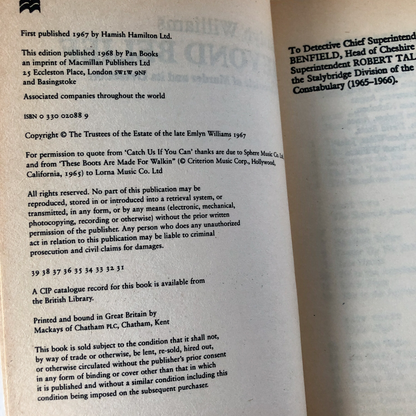 First published 1967 by Hamish Hamilton Ltd.
This edition published 1968 by Pan Books
an imprint of Macmillan Publishers Ltd
25 Eccleston Place, London SW1W 9NF
and Basingstoke
Associated companies throughout the world
ISBN 0 330 02088 9
Copyright © The Trustees of the Estate of the late Emlyn Williams 1967
For permission to quote from 'Catch Us If You Can' thanks are due to Sphere Music Co. Ltd
and from 'These Boots Are Made For Walkin'' (© Criterion Music Corp., Hollywood,
California, 1965) to Lorna Music Co. Ltd
All rights reserved. No part of this publication may be
reproduced, stored in or introduced into a retrieval system, or
transmitted, in any form, or by any means (electronic, mechanical,
photocopying, recording or otherwise) without the prior written
permission of the publisher. Any person who does any unauthorized
act in relation to this publication may be liable to criminal
prosecution and civil claims for damages.
39 38 37 36 35 34 33 32 31
A CIP catalogue record for this book is available from
the British Library.
Printed and bound in Great Britain by
Mackays of Chatham PLC, Chatham, Kent
This book is sold subject to the condition that it shall not,
by way of trade or otherwise, be lent, re-sold, hired out,
or otherwise circulated without the publisher's prior consent
in any form of binding or cover other than that in which
it is published and without a similar condition including this
condition being imposed on the subsequent purchaser.
To Detective Chief Superintend
BENFIELD, Head of Cheshire
Superintendent ROBERT TAL
the Stalybridge Division of the
Constabulary (1965–1966).